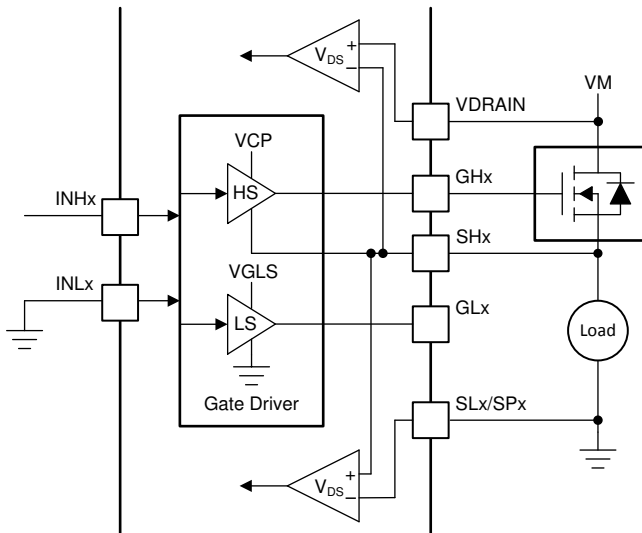 V_DS
+
−
VDRAIN
VM
VCP
GHx
HS
INHx
SHx
VGLS
INLx
GLx
LS
Load
Gate Driver
SLx/SPx
V_DS
+
−